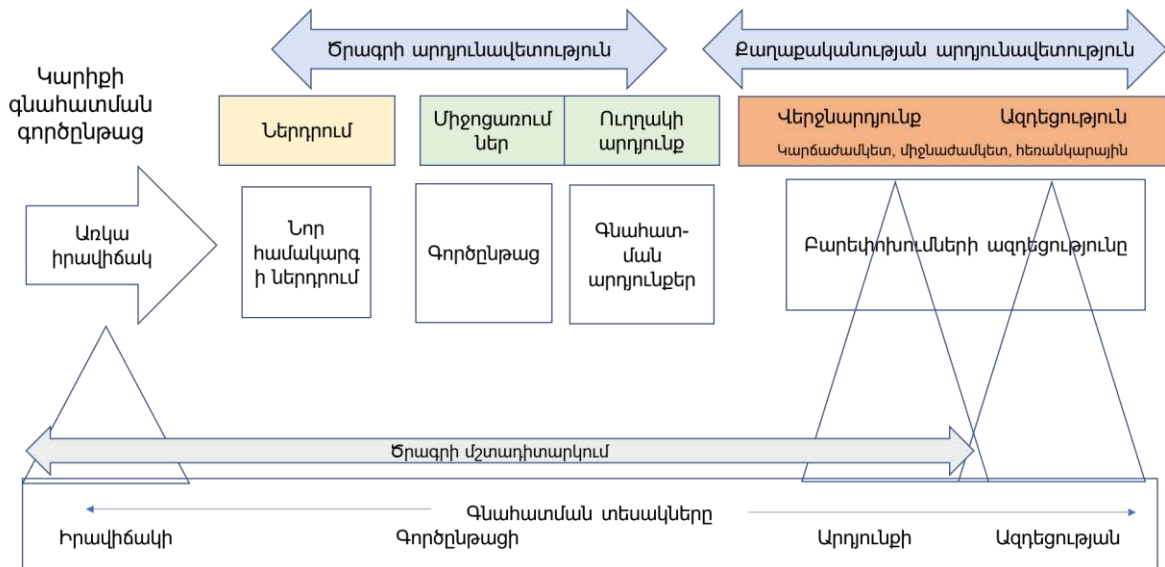 Ծրագրի արդյունավետություն
Քաղաքականության արդյունավետություն
Կարիքի
գնահատման
գործընթաց
Ներդրում
Միջոցառում
ներ
Ուղղակի
արդյունք
Վերջնարդյունք
Ազդեցություն
Կարճաժամկետ, միջնաժամկետ, հեռանկարային
Առկա
իրավիճակ
Նոր
համակարգ
ի ներդրում
Գործընթաց
Գնահատ-
ման
արդյունքեր
Բարեփոխումների ազդեցությունը
Ծրագրի մշտադիտարկում
Գնահատման տեսակները
Իրավիճակի
Գործընթացի
Արդյունքի
Ազդեցության